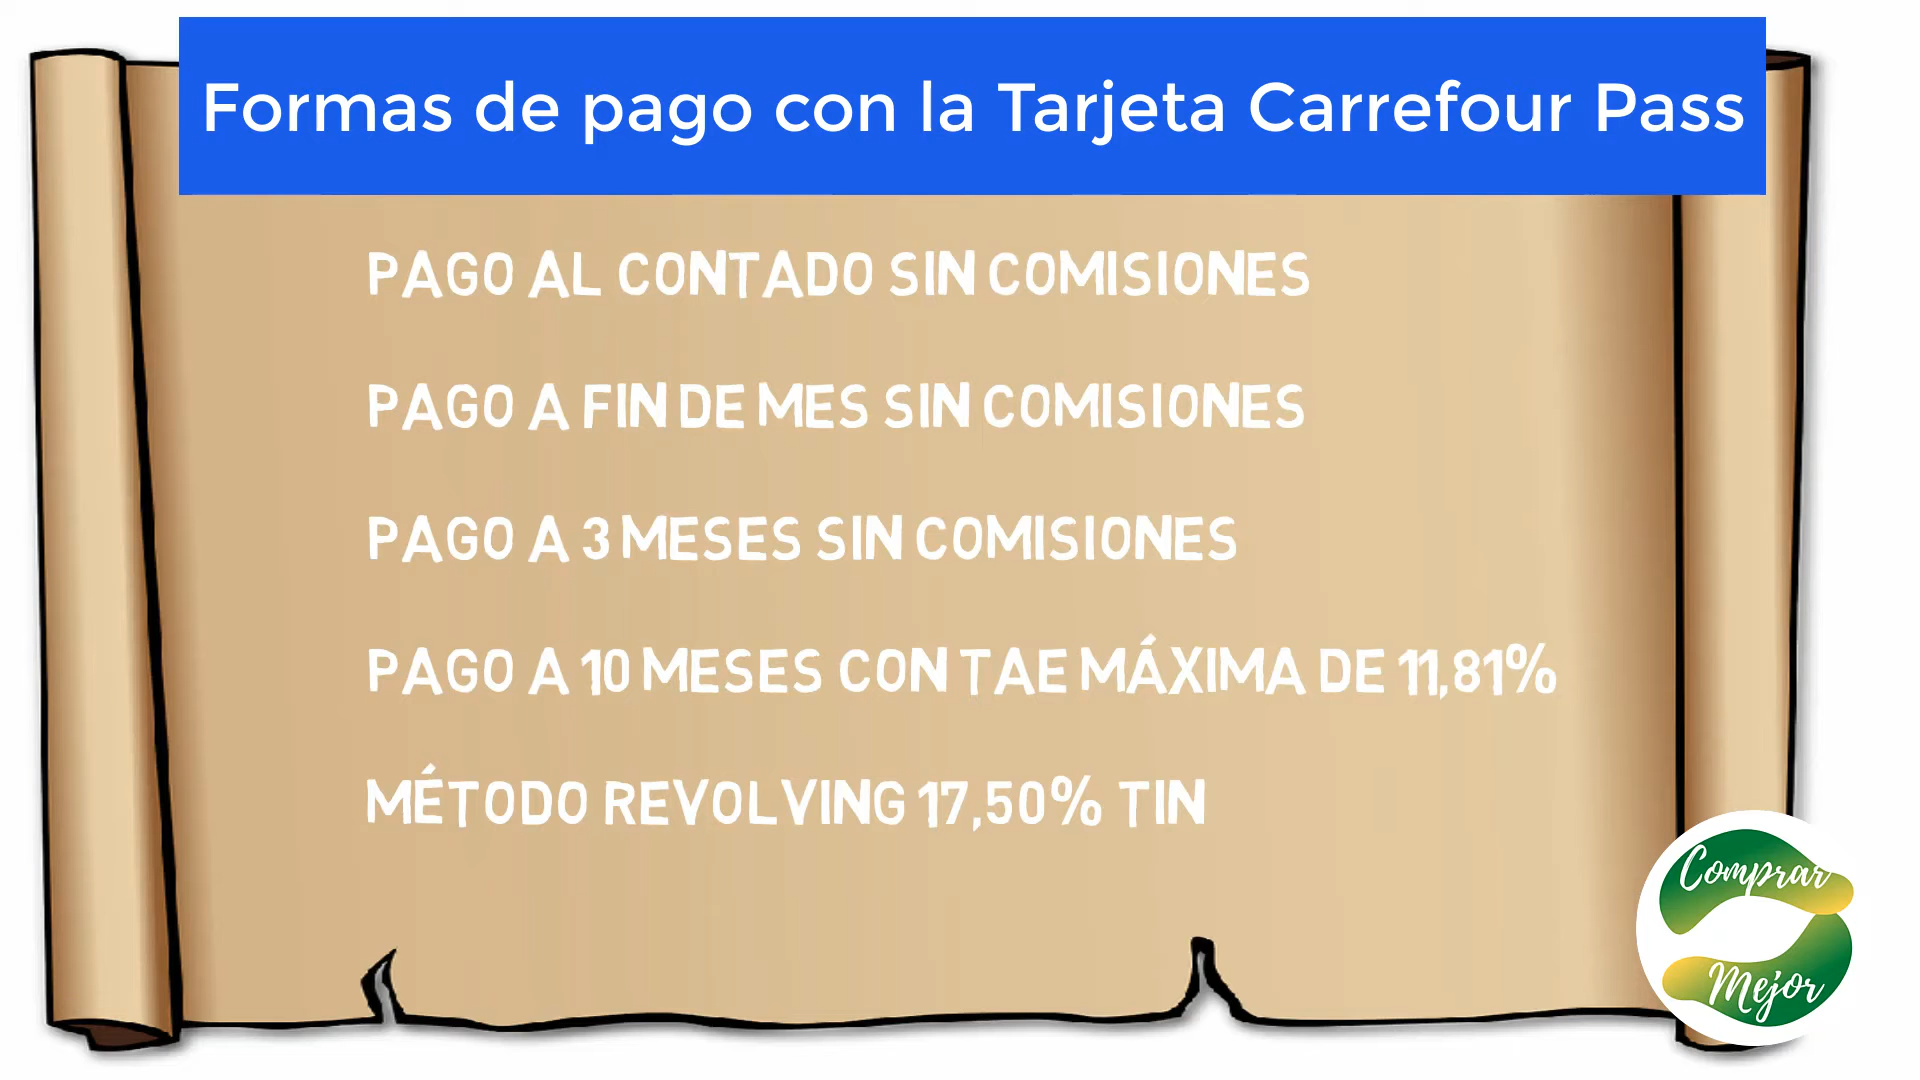 Formas de pago con la Tarjeta Carrefour Pass
PAGO AL CONTADO SIN COMISIONES
PAGO A FIN DE MES SIN COMISIONES
PAGO A 3 MESES SIN COMISIONES
PAGO A 10 MESES CON TAE MÁXIMA DE 11,81%
MÉTODO REVOLVING 17,50% TIN
Comprar
Mejor